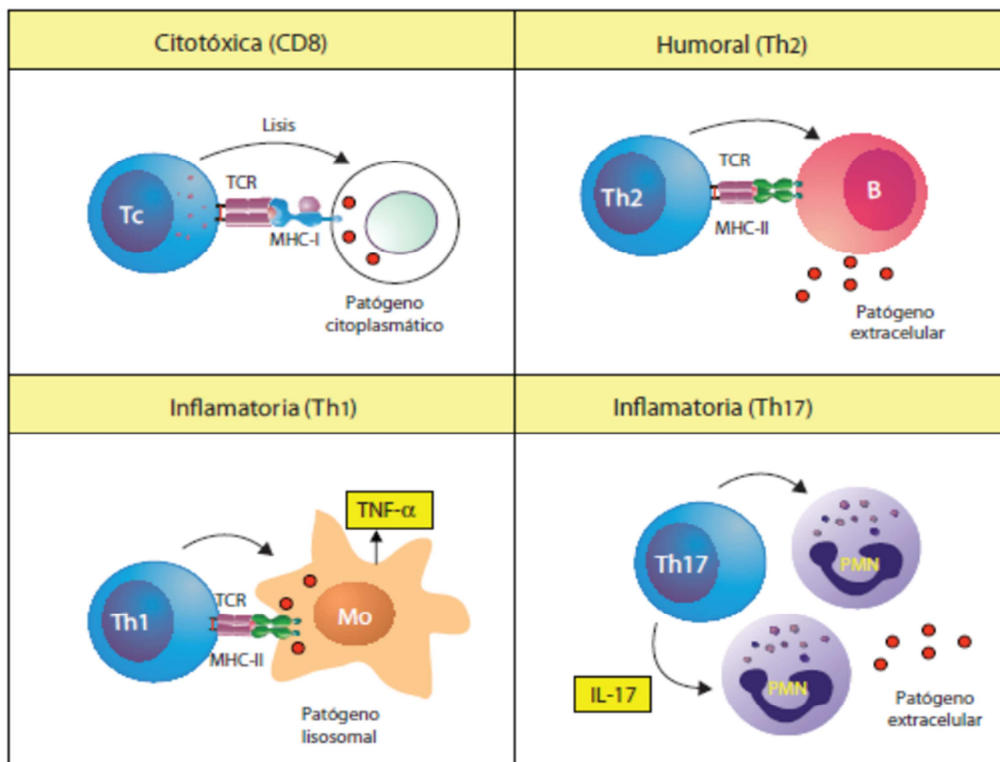 Citotóxica (CD8)
Lisis
Tc
TCR
MHC-I
Patógeno
citoplasmático
Humoral (Th2)
Th2
TCR
MHC-II
B
Patógeno
extracelular
Inflamatoria (Th1)
TNF-α
Th1
TCR
MHC-II
Mo
Patógeno
lisosomal
Inflamatoria (Th17)
Th17
PMN
IL-17
PMN
Patógeno
extracelular